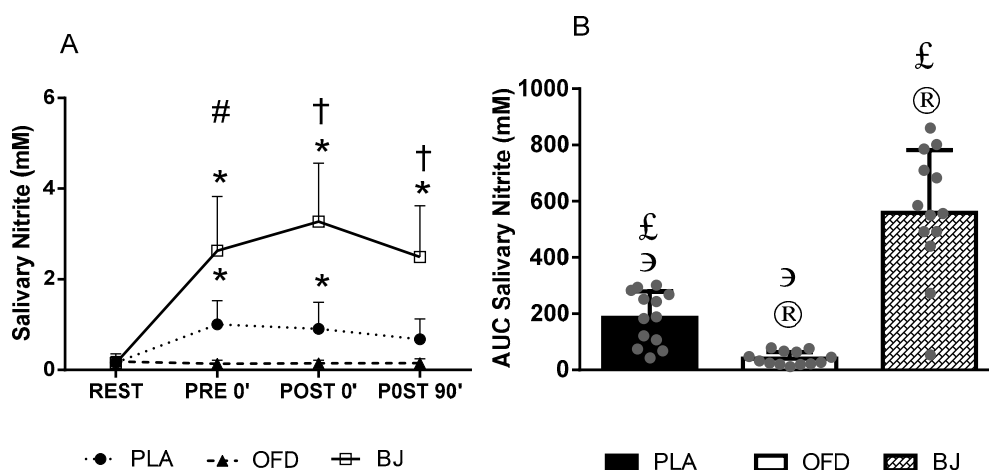 A
Salivary Nitrite (mM)
6
4
2
0
#
†
†
*
*
*
*
*
REST
PRE 0'
POST 0'
P0ST 90'
PLA
OFD
BJ
B
AUC Salivary Nitrite (mM)
1000
800
600
400
200
0
£
϶
϶
®
£
®
PLA
OFD
BJ